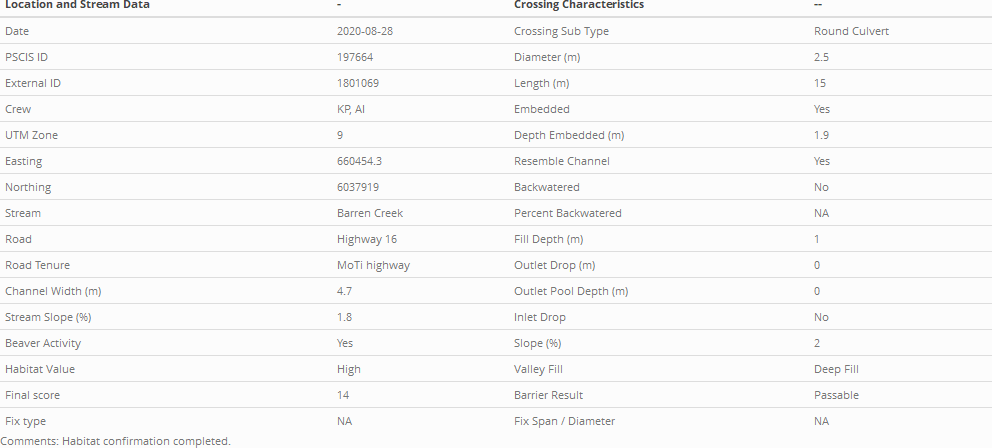 Location and Stream Data - Crossing Characteristics --
Date 2020-08-28 Crossing Sub Type Round Culvert
PSCIS ID 197664 Diameter (m) 2.5
External ID 1801069 Length (m) 15
Crew KP, AI Embedded Yes
UTM Zone 9 Depth Embedded (m) 1.9
Easting 660454.3 Resemble Channel Yes
Northing 6037919 Backwatered No
Stream Barren Creek Percent Backwatered NA
Road Highway 16 Fill Depth (m) 1
Road Tenure MoTi highway Outlet Drop (m) 0
Channel Width (m) 4.7 Outlet Pool Depth (m) 0
Stream Slope (%) 1.8 Inlet Drop No
Beaver Activity Yes Slope (%) 2
Habitat Value High Valley Fill Deep Fill
Final score 14 Barrier Result Passable
Fix type NA Fix Span / Diameter NA
Comments: Habitat confirmation completed.